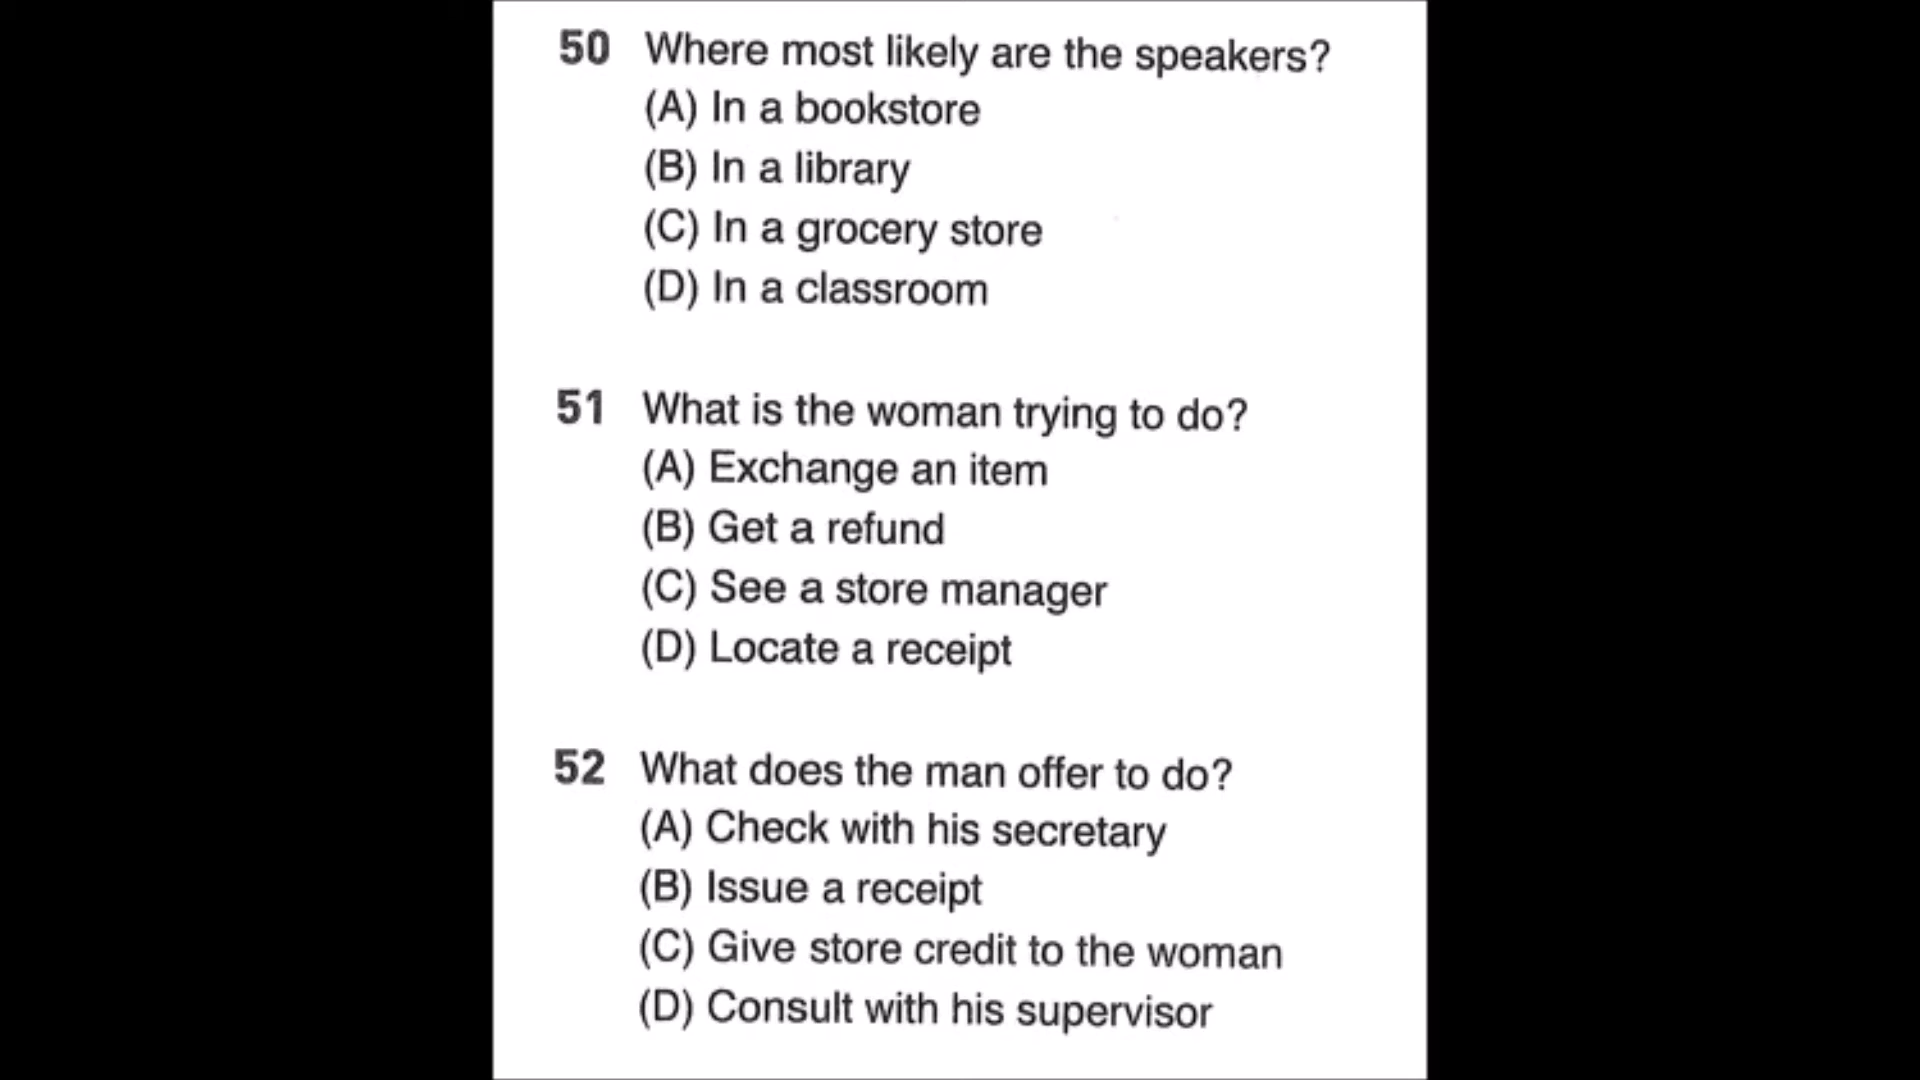 50 Where most likely are the speakers?
(A) In a bookstore
(B) In a library
(C) In a grocery store
(D) In a classroom
51 What is the woman trying to do?
(A) Exchange an item
(B) Get a refund
(C) See a store manager
(D) Locate a receipt
52 What does the man offer to do?
(A) Check with his secretary
(B) Issue a receipt
(C) Give store credit to the woman
(D) Consult with his supervisor